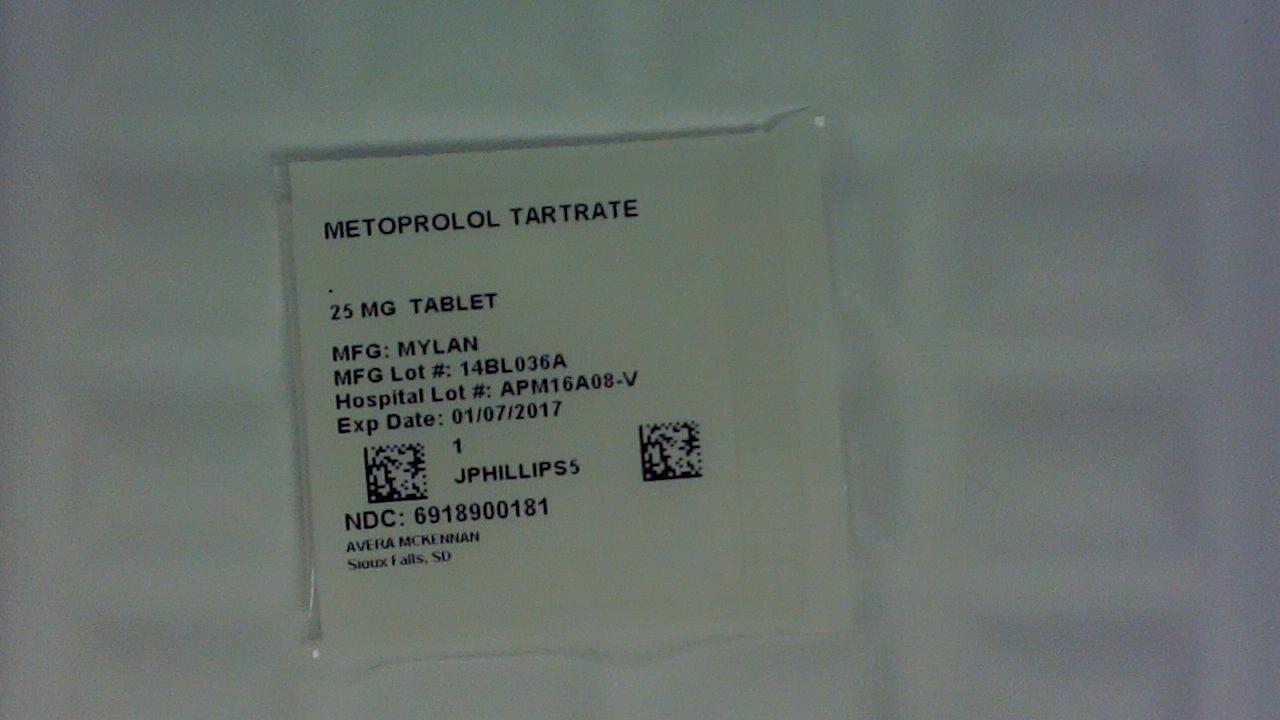 METOPROLOL TARTRATE
.
25 MG TABLET
MFG: MYLAN
MFG Lot #: 14BL036A
Hospital Lot #: APM16A08-V
Exp Date: 01/07/2017
1
JPHILLIPS5
NDC: 6918900181
AVERA MCKENNAN
Sioux Falls, SD